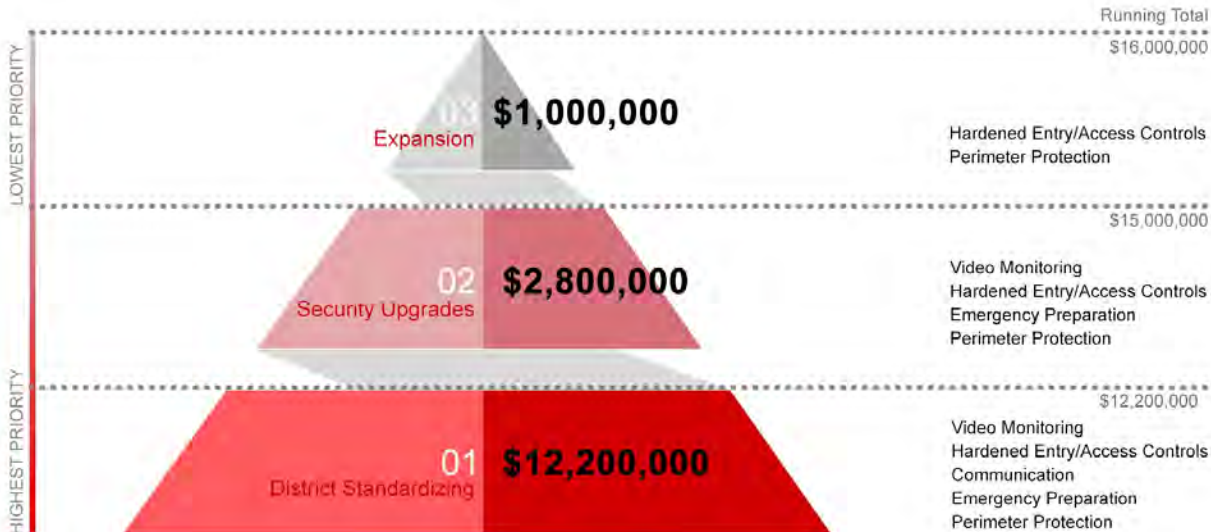 Running Total
$16,000,000
LOWEST PRIORITY
03
$1,000,000
Expansion
Hardened Entry/Access Controls
Perimeter Protection
$15,000,000
02
$2,800,000
Security Upgrades
Video Monitoring
Hardened Entry/Access Controls
Emergency Preparation
Perimeter Protection
$12,200,000
HIGHEST PRIORITY
01
$12,200,000
District Standardizing
Video Monitoring
Hardened Entry/Access Controls
Communication
Emergency Preparation
Perimeter Protection